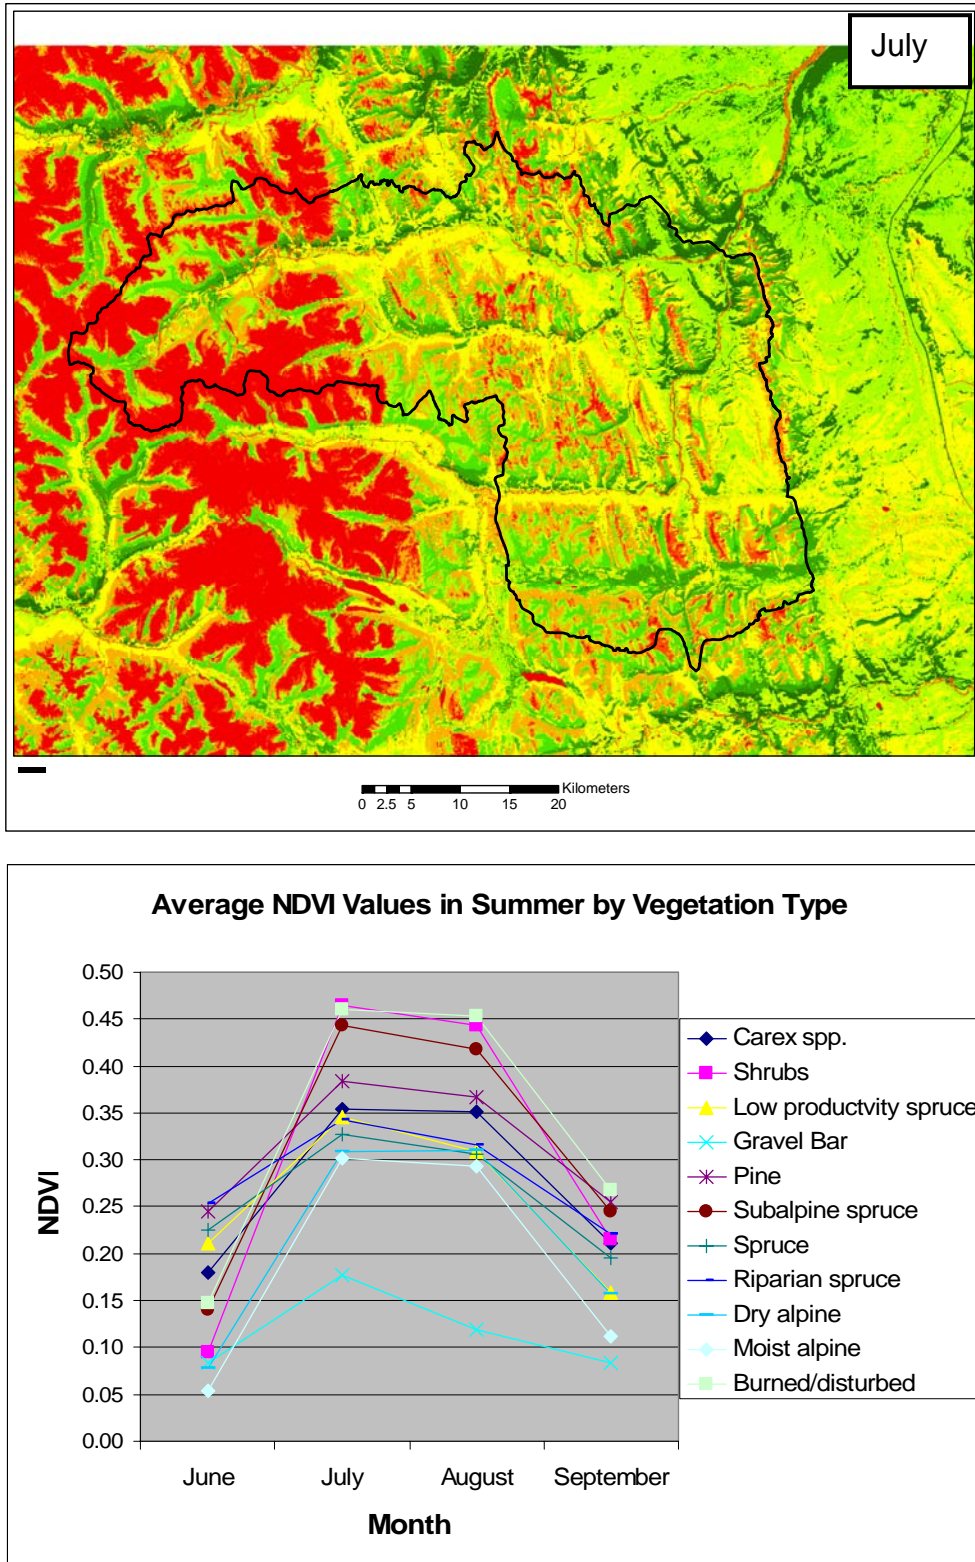 July
Kilometers
0 2.5 5 10 15 20
Average NDVI Values in Summer by Vegetation Type
0.50
0.45
0.40
0.35
0.30
0.25
0.20
0.15
0.10
0.05
0.00
NDVI
June July August September
Month
Carex spp.
Shrubs
Low productvity spruce
Gravel Bar
Pine
Subalpine spruce
Spruce
Riparian spruce
Dry alpine
Moist alpine
Burned/disturbed